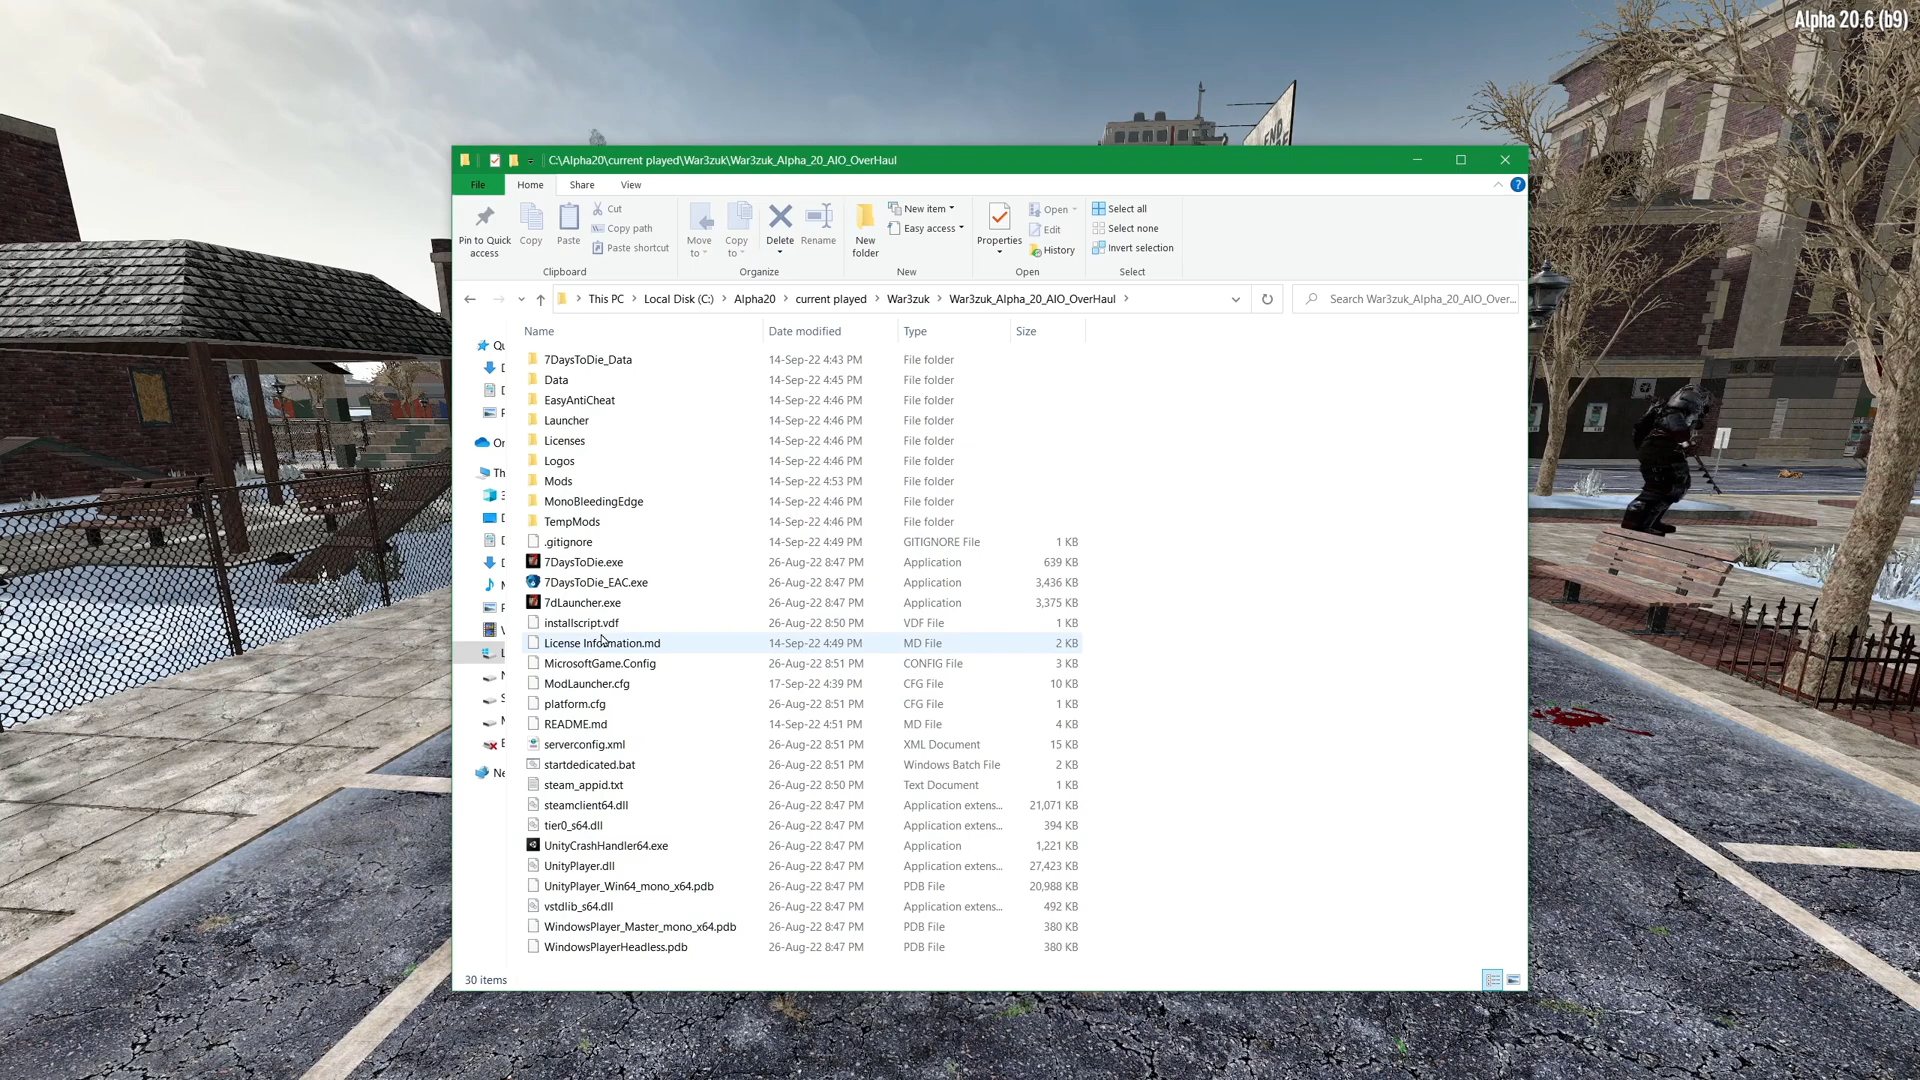 Alpha 20.6 (b9)
C:\Alpha20\current played\War3zuk\War3zuk_Alpha_20_AIO_OverHaul
File Home Share View
Pin to Quick access
Copy
Paste
Cut
Copy path
Paste shortcut
Clipboard
Move to
Copy to
Delete
Rename
Organize
New folder
New item
Easy access
New
Properties
Open
Edit
History
Open
Select all
Select none
Invert selection
Select
This PC > Local Disk (C:) > Alpha20 > current played > War3zuk > War3zuk_Alpha_20_AIO_OverHaul >
Search War3zuk_Alpha_20_AIO_Over...
Name Date modified Type Size
7DaysToDie_Data 14-Sep-22 4:43 PM File folder
Data 14-Sep-22 4:45 PM File folder
EasyAntiCheat 14-Sep-22 4:46 PM File folder
Launcher 14-Sep-22 4:46 PM File folder
Licenses 14-Sep-22 4:46 PM File folder
Logos 14-Sep-22 4:46 PM File folder
Mods 14-Sep-22 4:53 PM File folder
MonoBleedingEdge 14-Sep-22 4:46 PM File folder
TempMods 14-Sep-22 4:46 PM File folder
.gitignore 14-Sep-22 4:49 PM GITIGNORE File 1 KB
7DaysToDie.exe 26-Aug-22 8:47 PM Application 639 KB
7DaysToDie_EAC.exe 26-Aug-22 8:47 PM Application 3,436 KB
7dLauncher.exe 26-Aug-22 8:47 PM Application 3,375 KB
installscript.vdf 26-Aug-22 8:50 PM VDF File 1 KB
License Information.md 14-Sep-22 4:49 PM MD File 2 KB
MicrosoftGame.Config 26-Aug-22 8:51 PM CONFIG File 3 KB
ModLauncher.cfg 17-Sep-22 4:39 PM CFG File 10 KB
platform.cfg 26-Aug-22 8:51 PM CFG File 1 KB
README.md 14-Sep-22 4:51 PM MD File 4 KB
serverconfig.xml 26-Aug-22 8:51 PM XML Document 15 KB
startdedicated.bat 26-Aug-22 8:51 PM Windows Batch File 2 KB
steam_appid.txt 26-Aug-22 8:50 PM Text Document 1 KB
steamclient64.dll 26-Aug-22 8:47 PM Application extens... 21,071 KB
tier0_s64.dll 26-Aug-22 8:47 PM Application extens... 394 KB
UnityCrashHandler64.exe 26-Aug-22 8:47 PM Application 1,221 KB
UnityPlayer.dll 26-Aug-22 8:47 PM Application extens... 27,423 KB
UnityPlayer_Win64_mono_x64.pdb 26-Aug-22 8:47 PM PDB File 20,988 KB
vstdlib_s64.dll 26-Aug-22 8:47 PM Application extens... 492 KB
WindowsPlayer_Master_mono_x64.pdb 26-Aug-22 8:47 PM PDB File 380 KB
WindowsPlayerHeadless.pdb 26-Aug-22 8:47 PM PDB File 380 KB
30 items